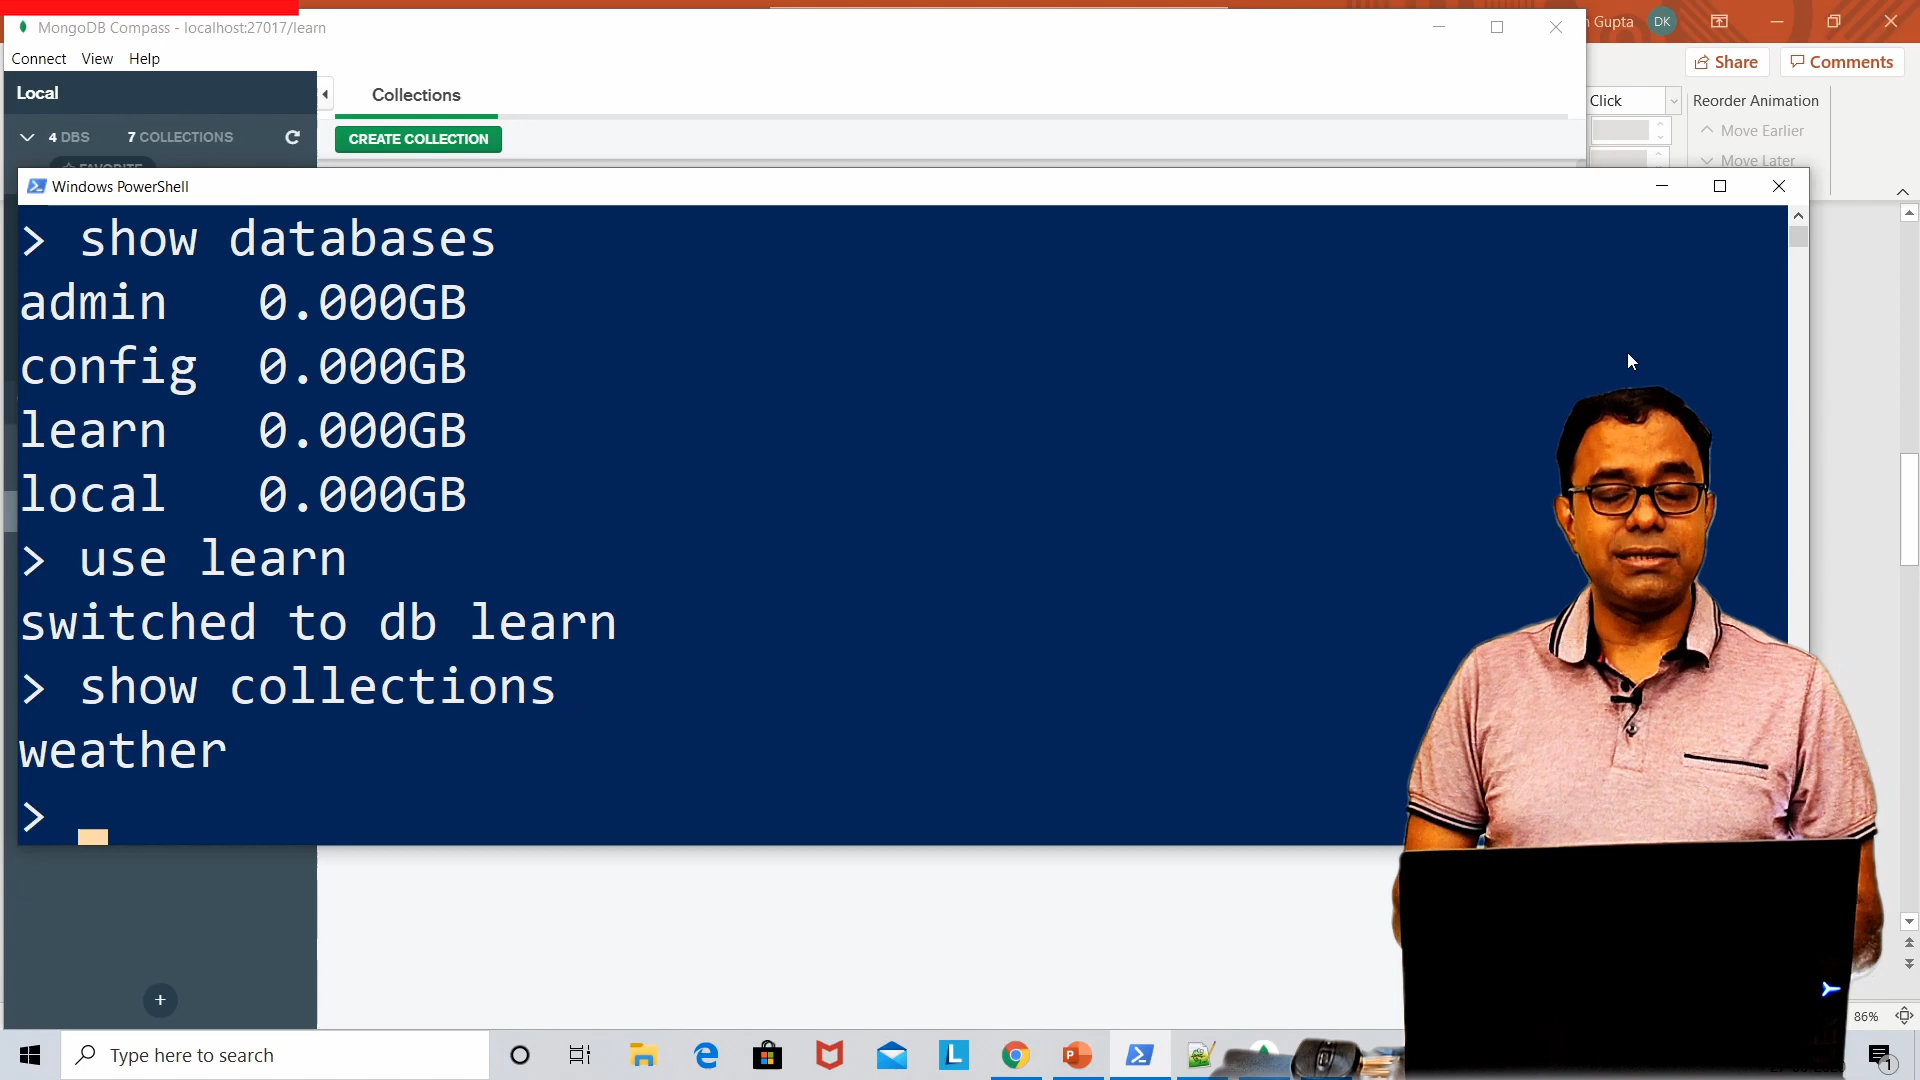 MongoDB Compass - localhost:27017/learn
Gupta DK
Connect View Help
Share Comments
Local
Collections
Click Reorder Animation
4 DBS 7 COLLECTIONS
CREATE COLLECTION
Move Earlier
FAVORITE
Move Later
Windows PowerShell
> show databases
admin 0.000GB
config 0.000GB
learn 0.000GB
local 0.000GB
> use learn
switched to db learn
> show collections
weather
>
86%
Type here to search
1